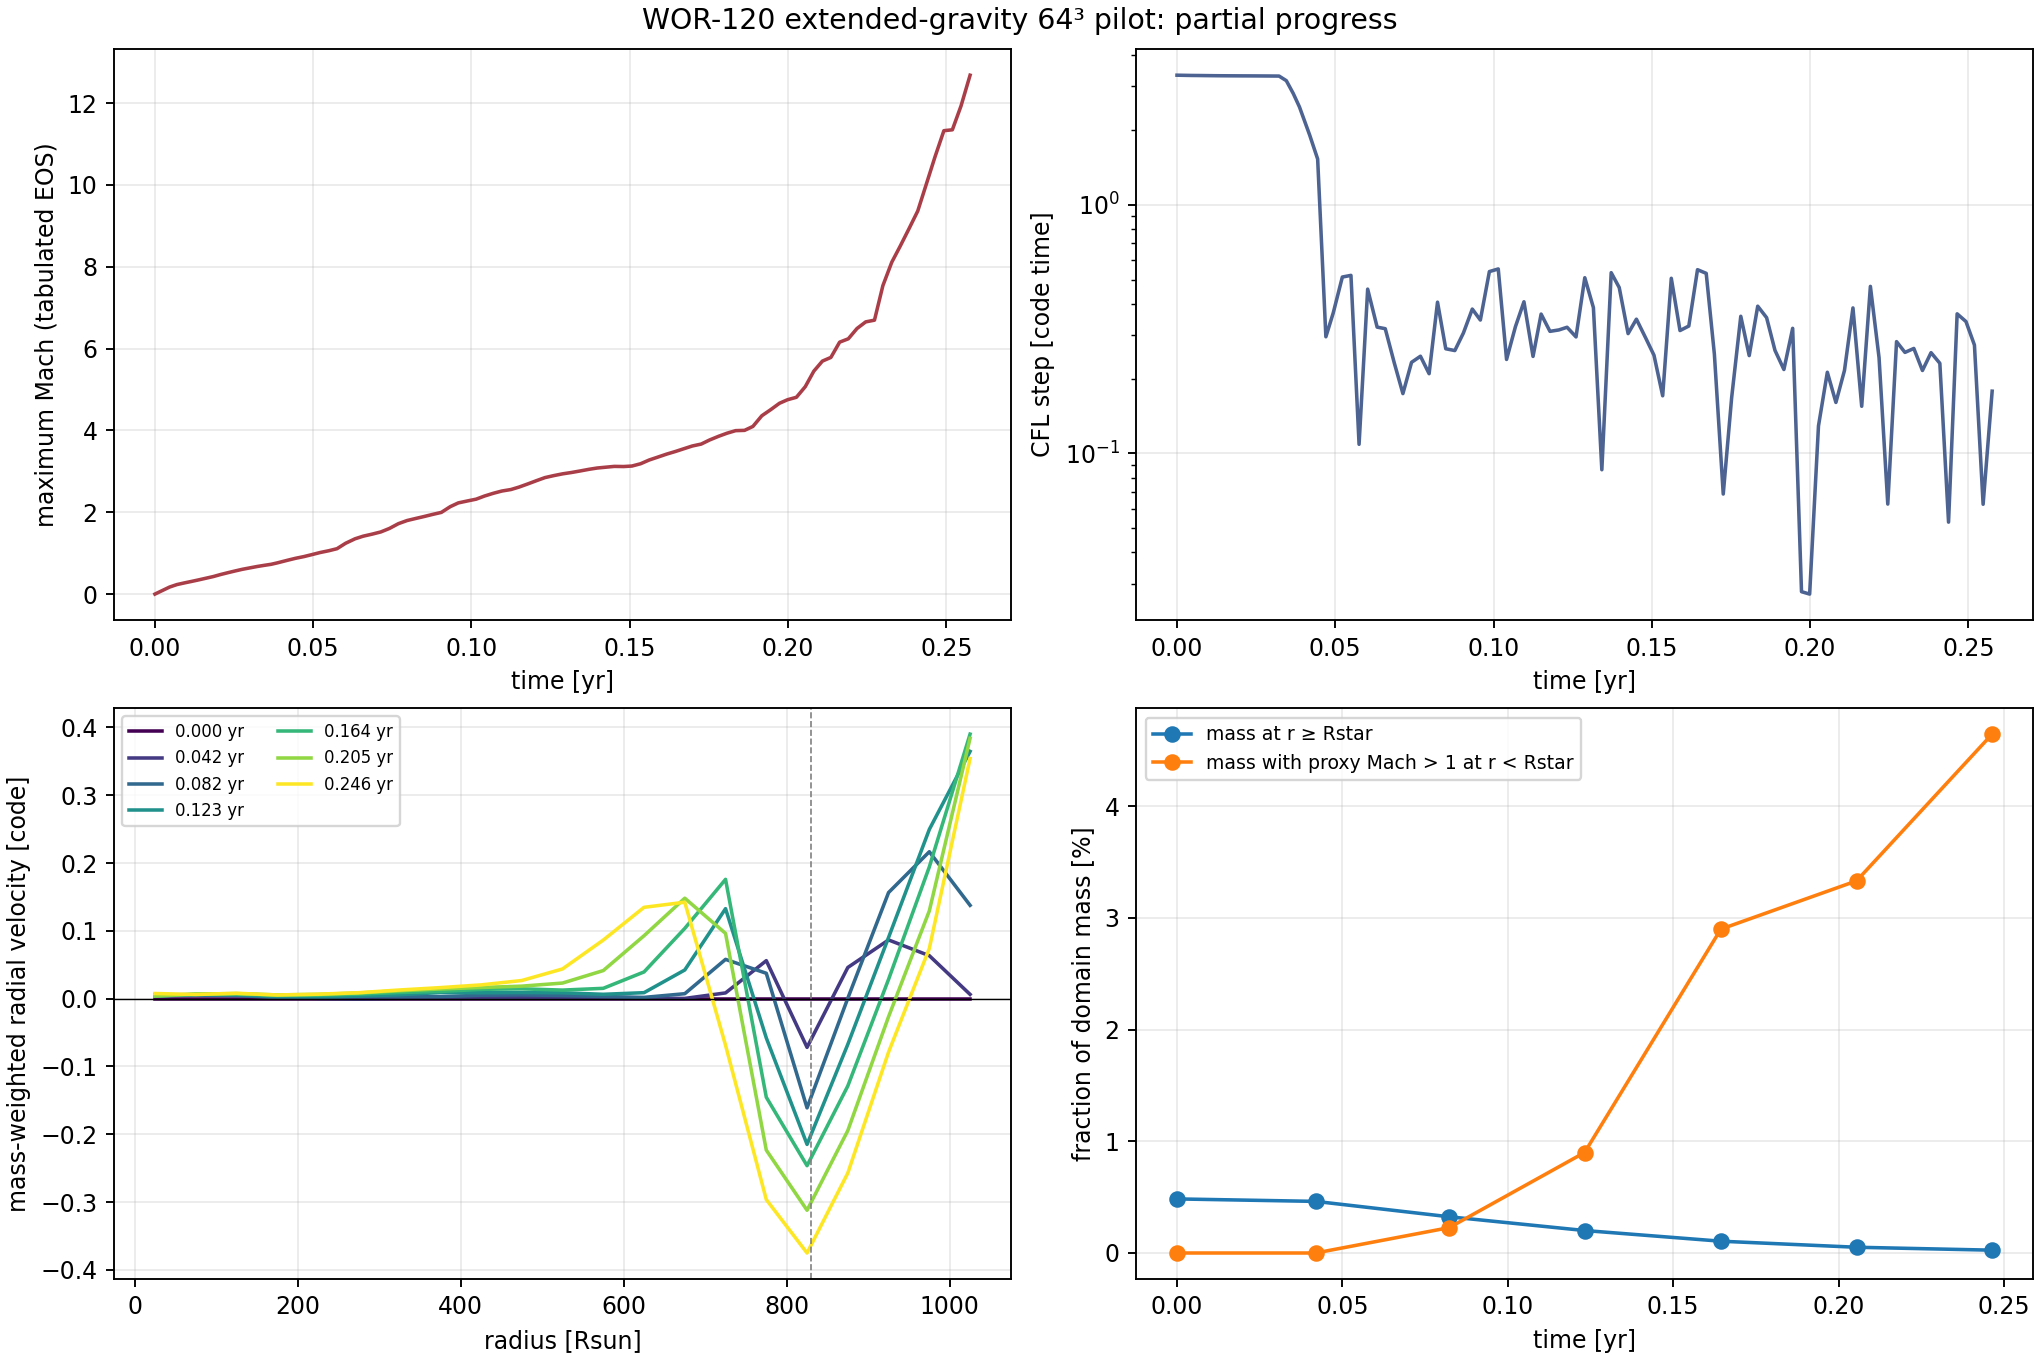 WOR-120 extended-gravity 64³ pilot: partial progress
maximum Mach (tabulated EOS)
12
10
8
6
4
2
0
0.00 0.05 0.10 0.15 0.20 0.25
time [yr]
CFL step [code time]
10⁰
10⁻¹
0.00 0.05 0.10 0.15 0.20 0.25
time [yr]
mass-weighted radial velocity [code]
0.000 yr 0.164 yr
0.042 yr 0.205 yr
0.082 yr 0.246 yr
0.123 yr
0.4
0.3
0.2
0.1
0.0
−0.1
−0.2
−0.3
−0.4
0 200 400 600 800 1000
radius [Rsun]
fraction of domain mass [%]
mass at r ≥ Rstar
mass with proxy Mach > 1 at r < Rstar
4
3
2
1
0
0.00 0.05 0.10 0.15 0.20 0.25
time [yr]